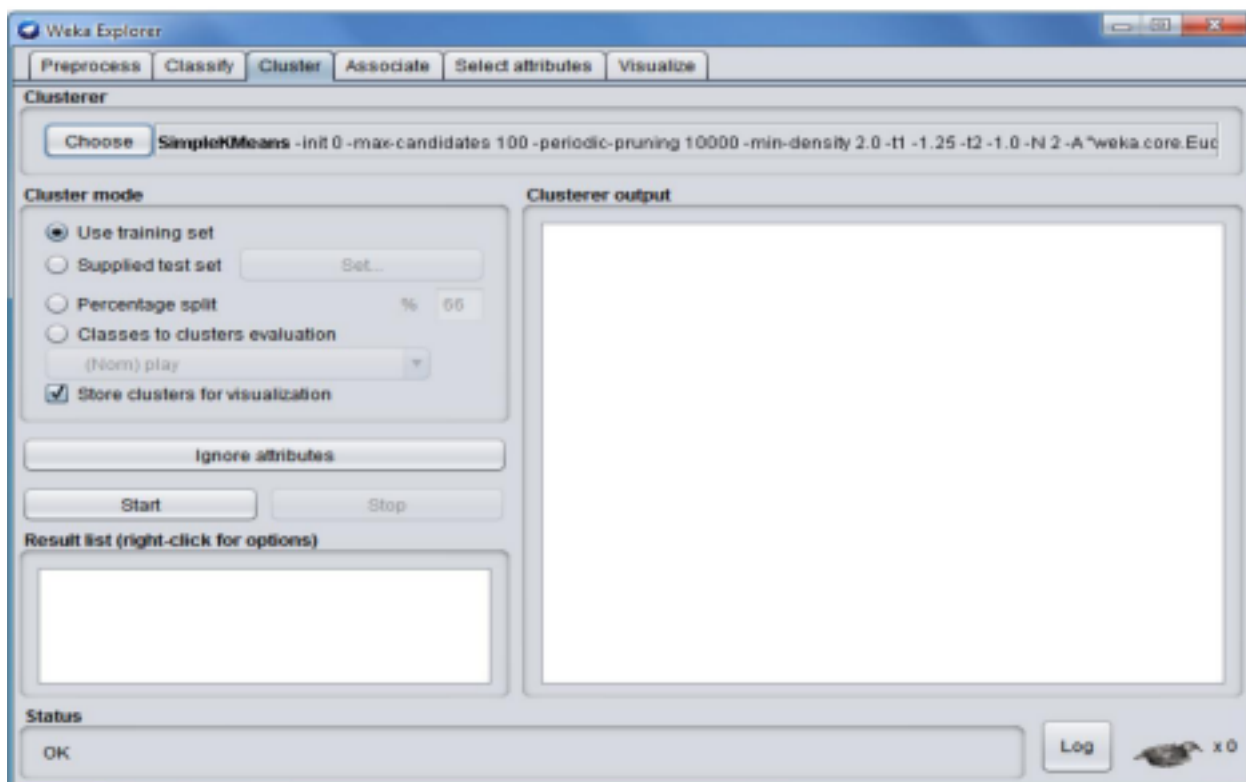 Weka Explorer
Preprocess Classify Cluster Associate Select attributes Visualize
Clusterer
Choose SimpleKMeans -init 0 -max-candidates 100 -periodic-pruning 10000 -min-density 2.0 -t1 -1.25 -t2 -1.0 -N 2 -A "weka.core.Euc
Cluster mode
Use training set
Supplied test set Set...
Percentage split % 66
Classes to clusters evaluation
(Nom) play
Store clusters for visualization
Ignore attributes
Start Stop
Result list (right-click for options)
Clusterer output
Status
OK
Log x 0